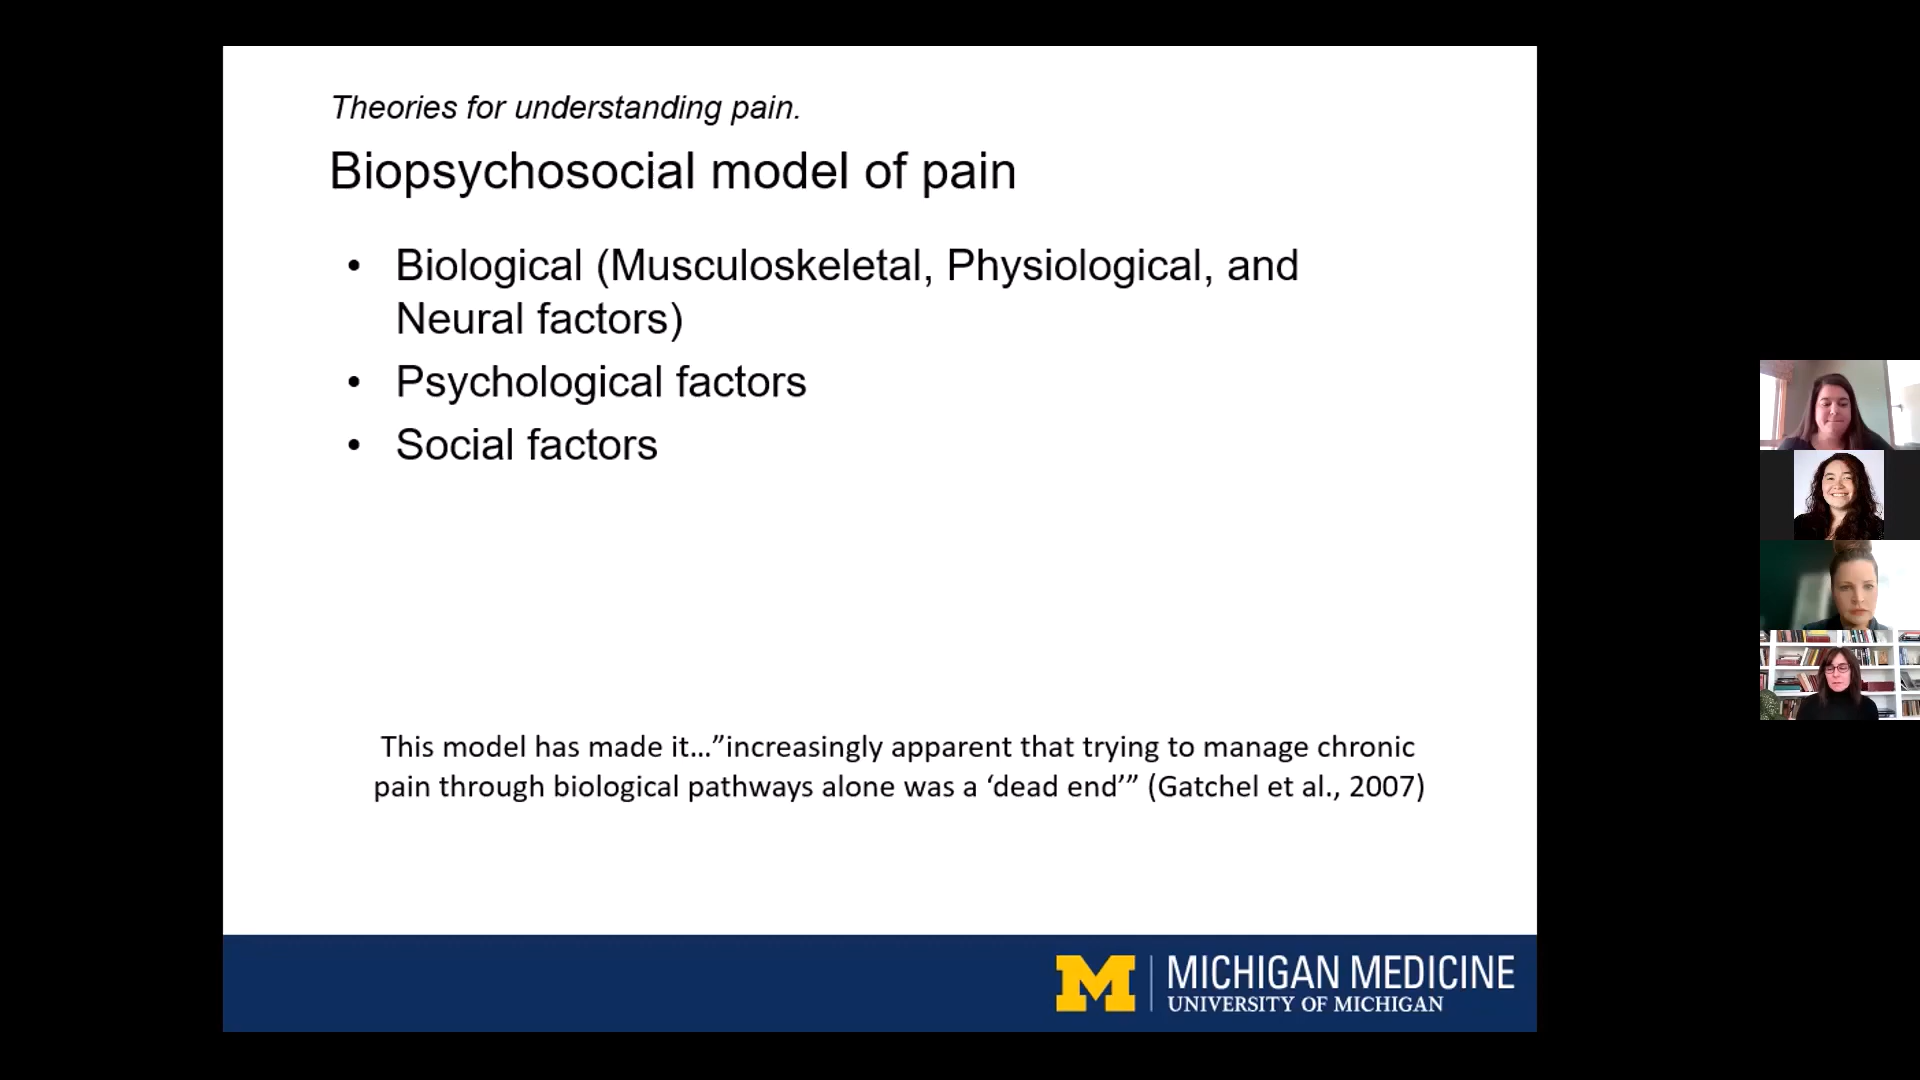 Theories for understanding pain.
Biopsychosocial model of pain
• Biological (Musculoskeletal, Physiological, and
Neural factors)
• Psychological factors
• Social factors
This model has made it…”increasingly apparent that trying to manage chronic
pain through biological pathways alone was a ‘dead end’” (Gatchel et al., 2007)
M MICHIGAN MEDICINE
UNIVERSITY OF MICHIGAN